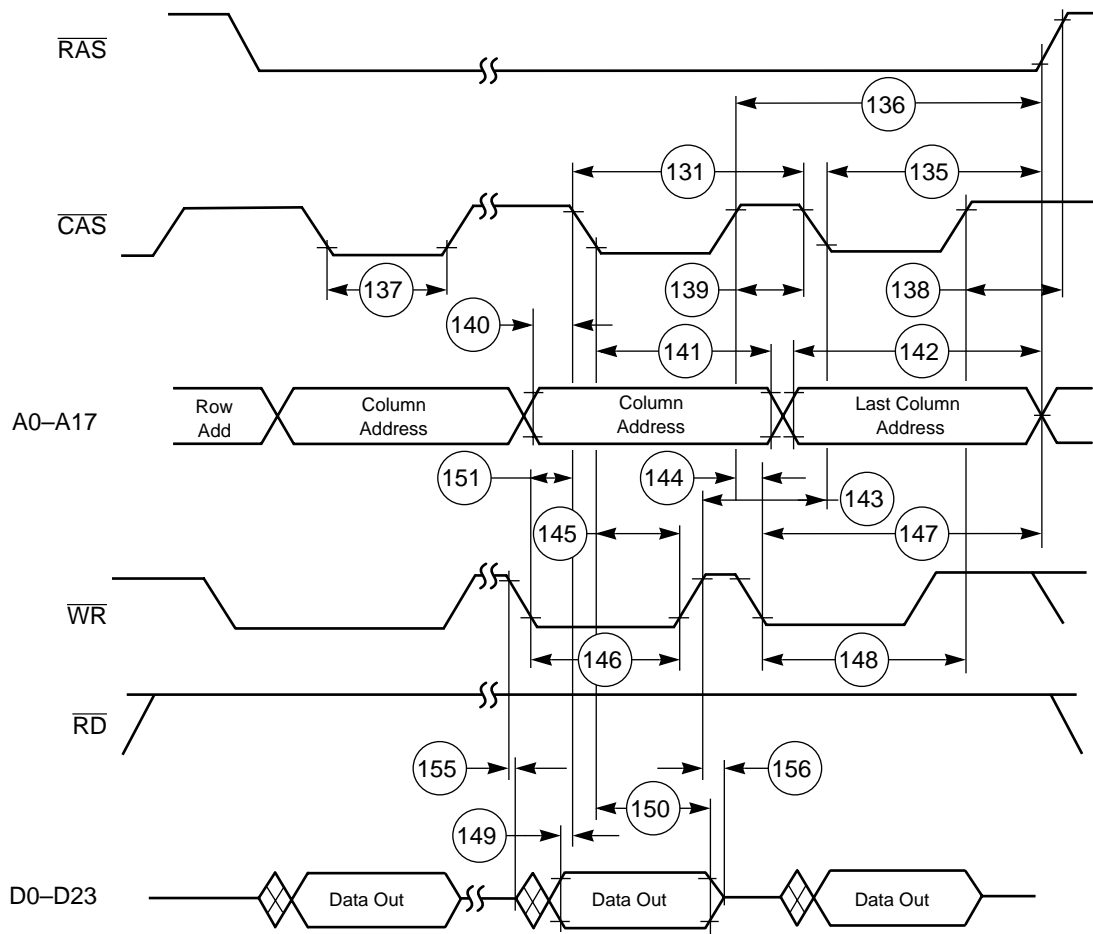 RAS
136
131
135
CAS
137
139
138
140
141
142
A0–A17
Row
Add
Column
Address
Column
Address
Last Column
Address
151
144
143
145
147
WR
146
148
RD
155
156
150
149
D0–D23
Data Out
Data Out
Data Out